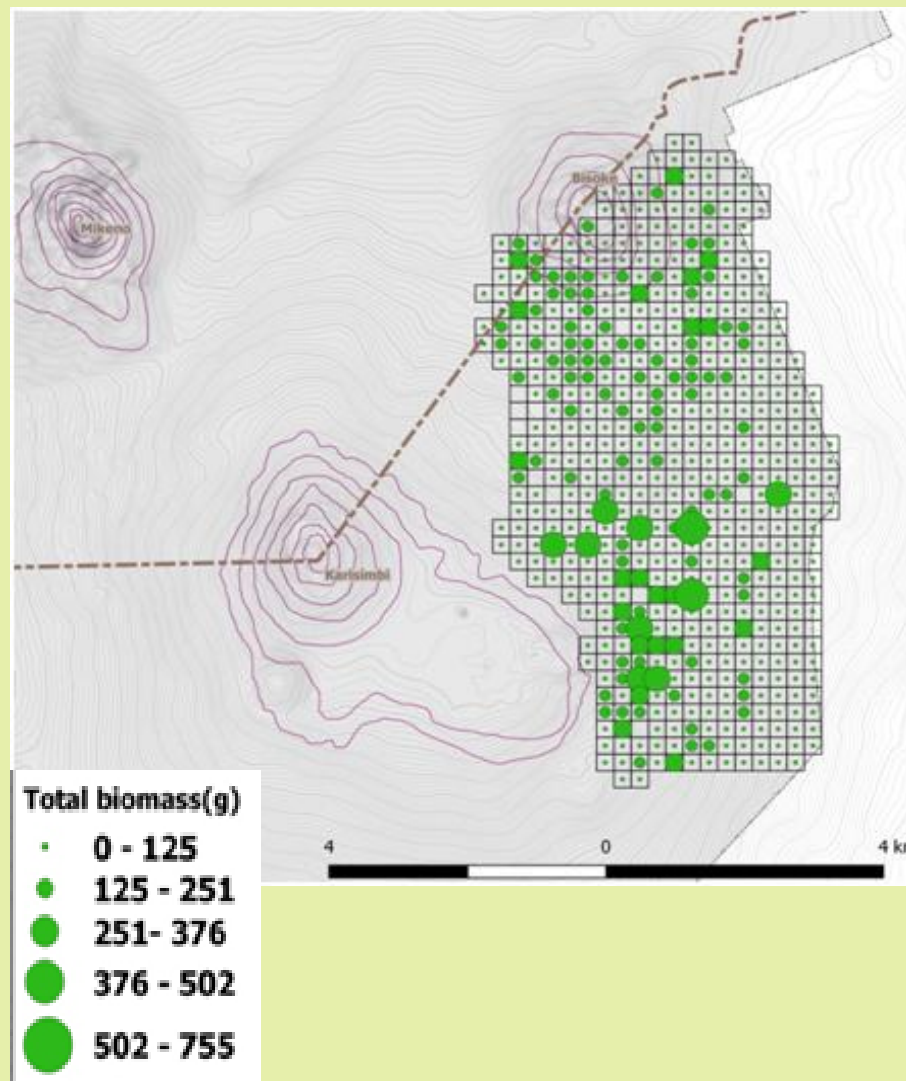 Bisoke
Mikeno
Karisimbi
4 0 4 km
Total biomass(g)
0 - 125
125 - 251
251- 376
376 - 502
502 - 755